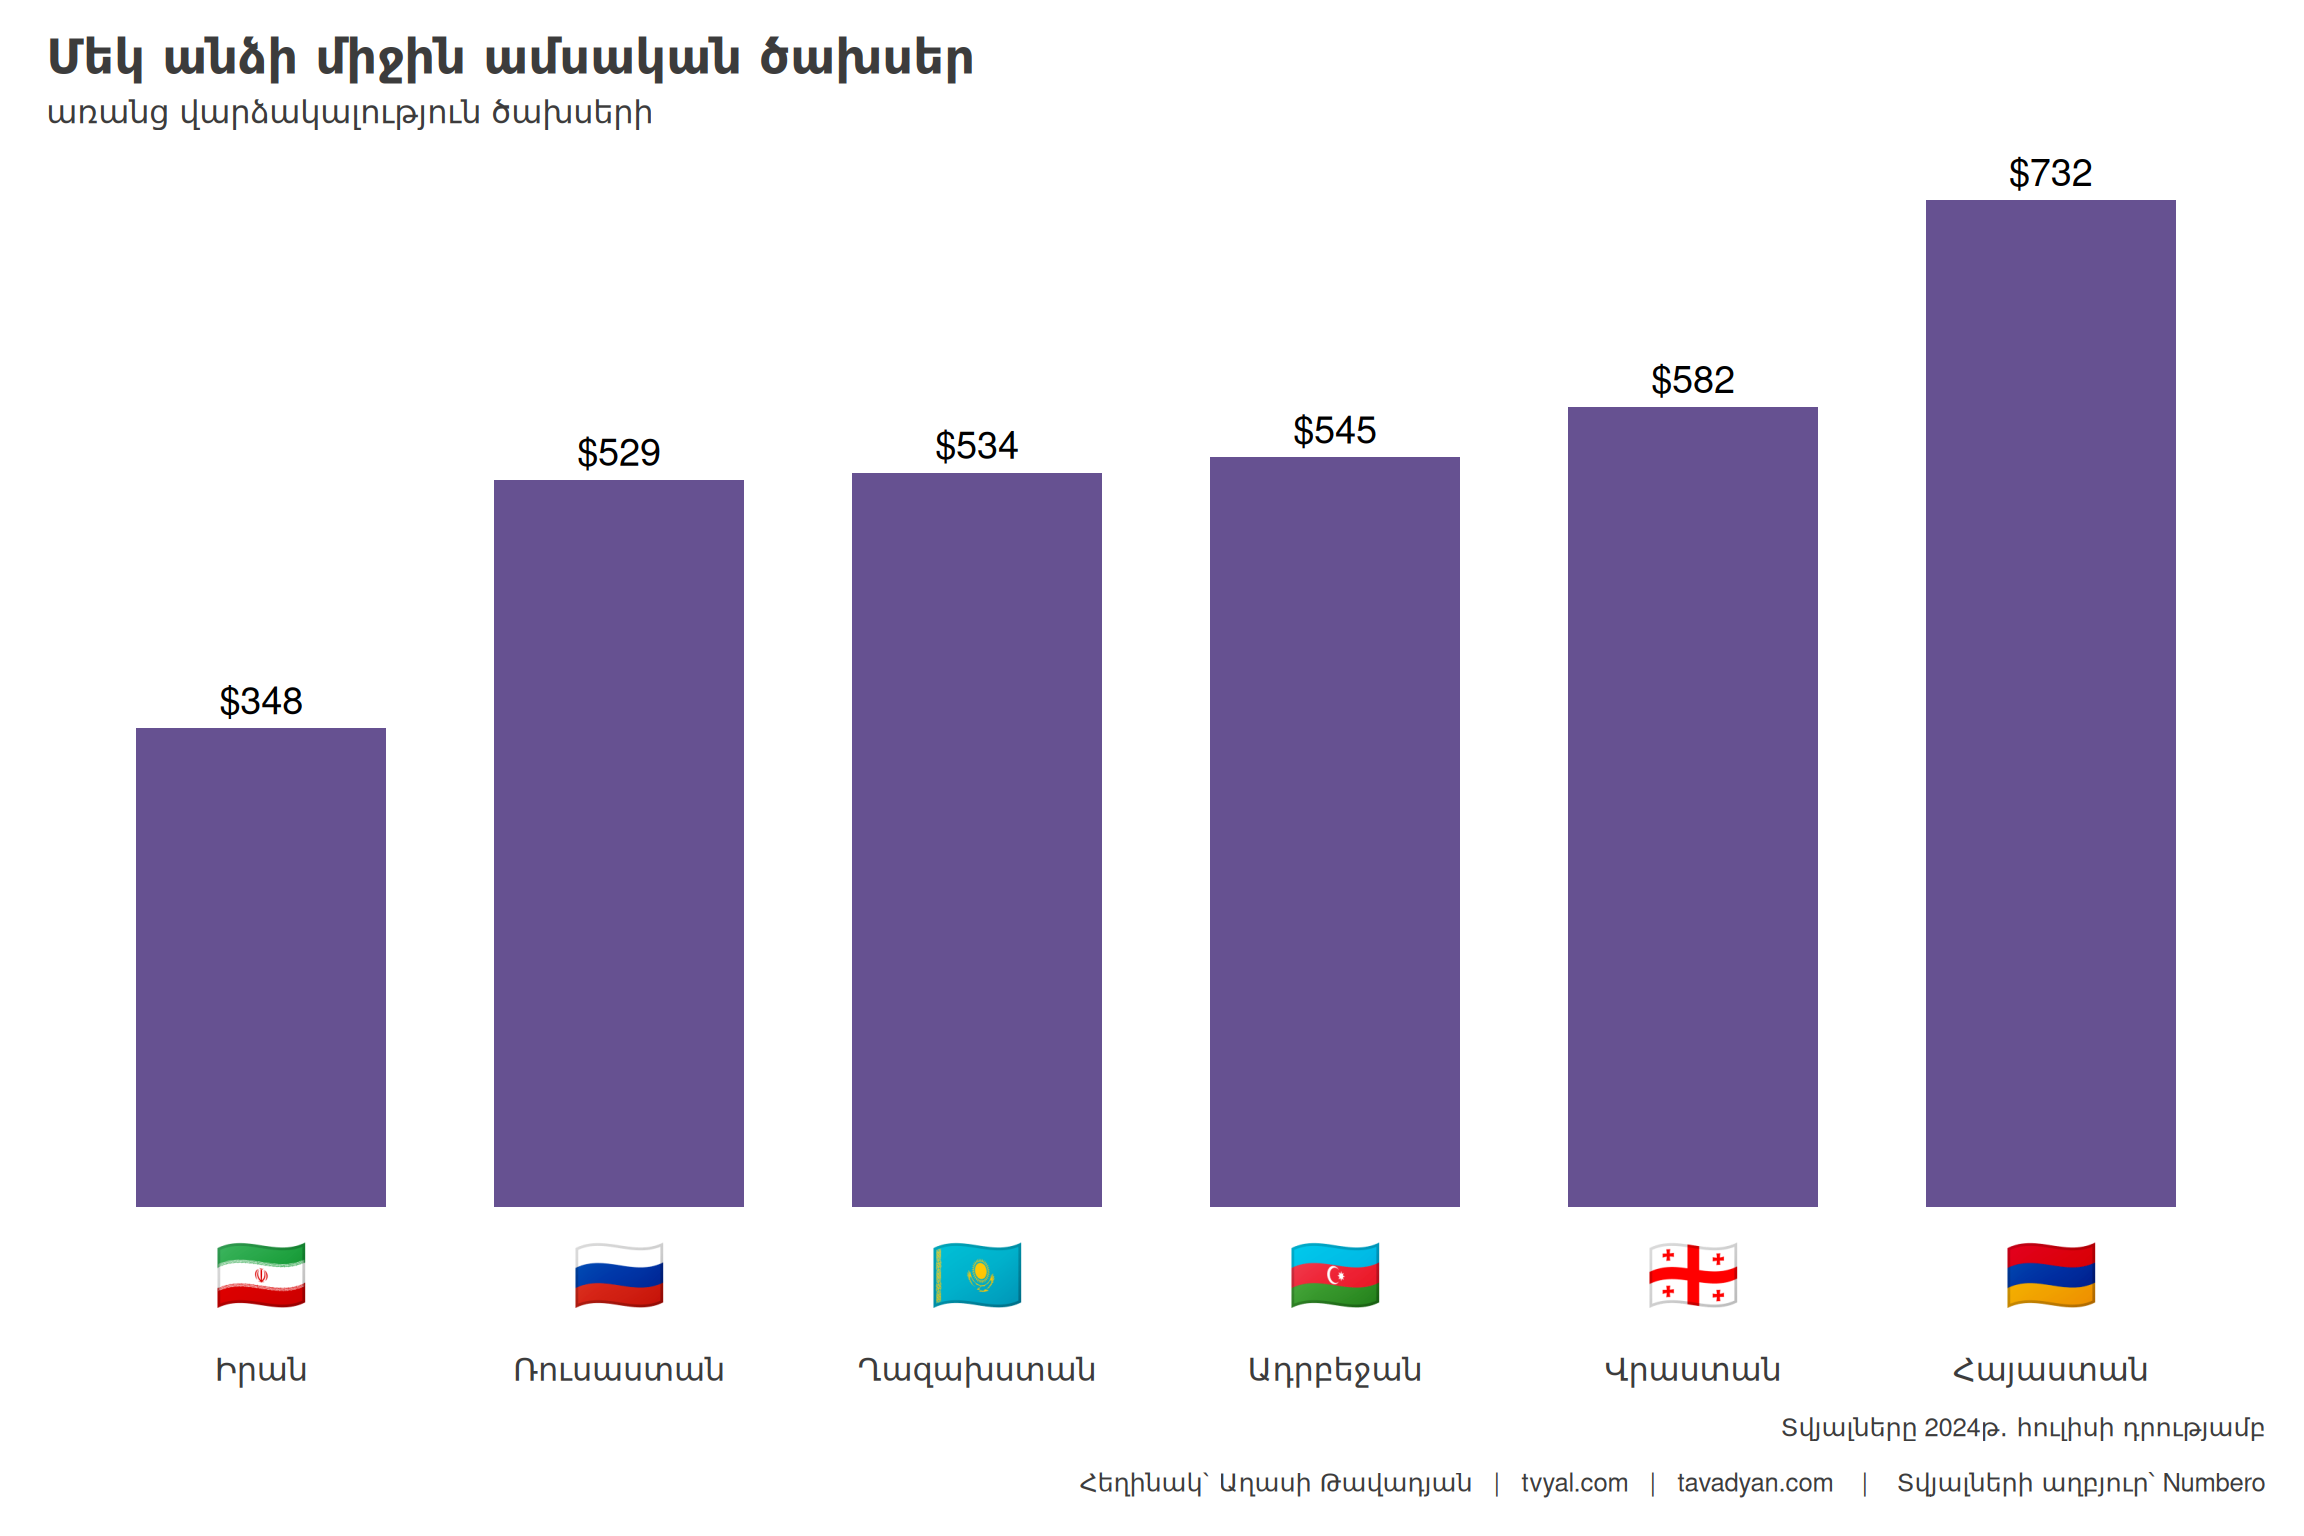 Մեկ անձի միջին ամսական ծախսեր
առանց վարձակալություն ծախսերի
$732
$582
$545
$534
$529
$348
Իրան Ռուսաստան Ղազախստան Ադրբեջան Վրաստան Հայաստան
Տվյալները 2024թ. հուլիսի դրությամբ
Հեղինակ՝ Աղասի Թավադյան | tvyal.com | tavadyan.com | Տվյալների աղբյուր՝ Numbero